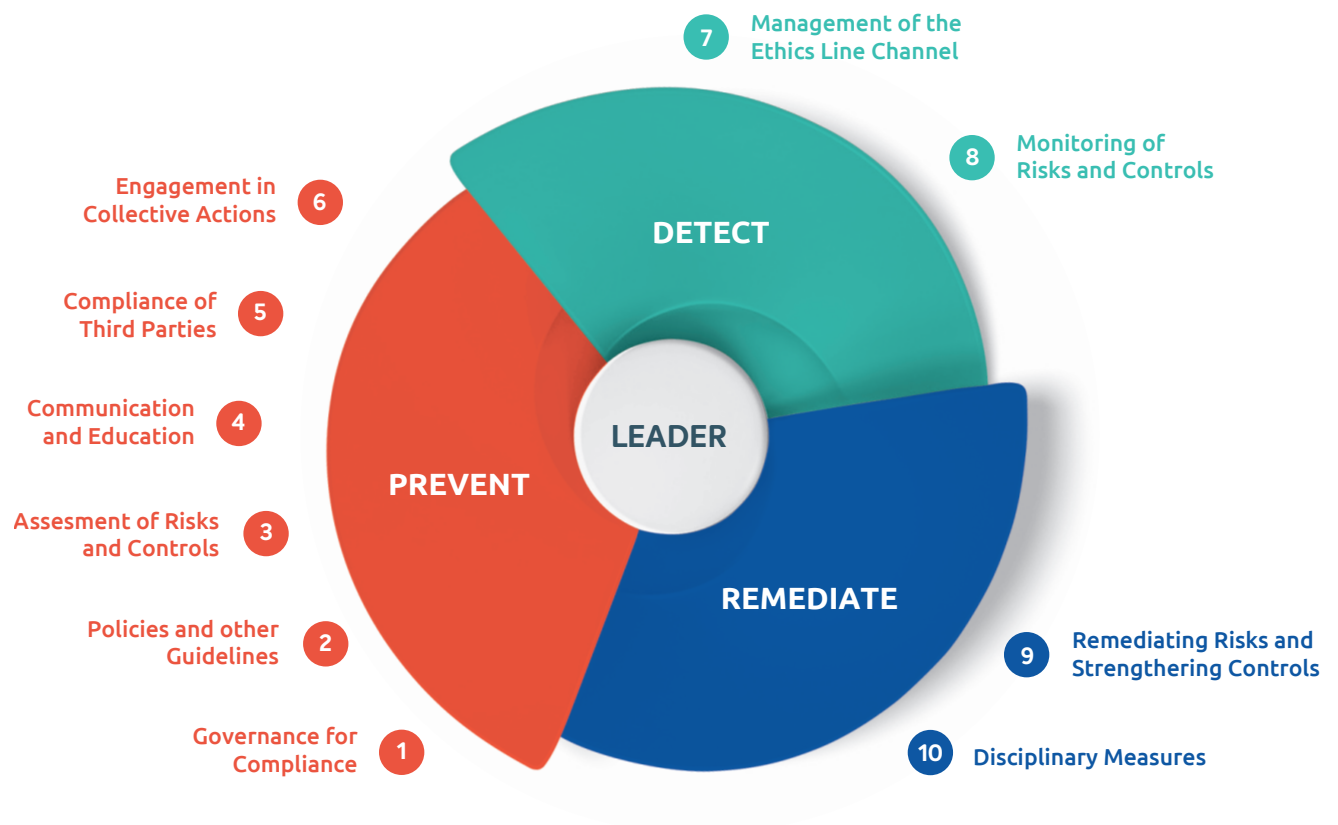 7
Management of the
Ethics Line Channel
8
Monitoring of
Risks and Controls
Engagement in
Collective Actions
6
DETECT
Compliance of
Third Parties
5
Communication
and Education
4
LEADER
PREVENT
Assesment of Risks
and Controls
3
REMEDIATE
Policies and other
Guidelines
2
9
Remediating Risks and
Strengthering Controls
Governance for
Compliance
1
10
Disciplinary Measures